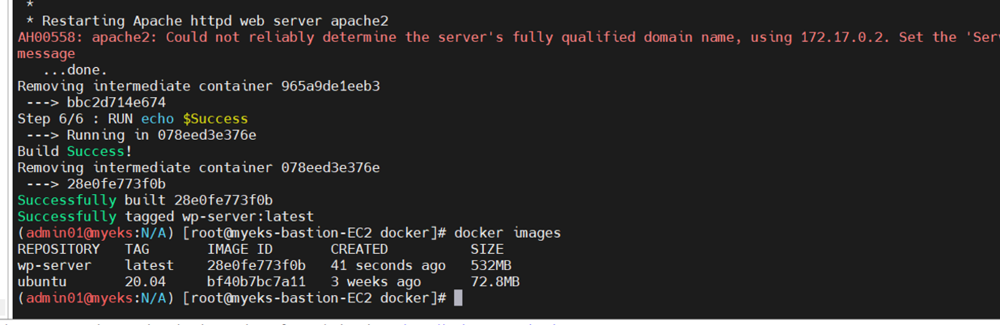 *
* Restarting Apache httpd web server apache2
AH00558: apache2: Could not reliably determine the server's fully qualified domain name, using 172.17.0.2. Set the
message
...done.
Removing intermediate container 965a9de1eeb3
---> bbc2d714e674
Step 6/6 : RUN echo $Success
---> Running in 078eed3e376e
Build Success!
Removing intermediate container 078eed3e376e
---> 28e0fe773f0b
Successfully built 28e0fe773f0b
Successfully tagged wp-server:latest
(admin01@myeks:N/A) [root@myeks-bastion-EC2 docker]# docker images
REPOSITORY TAG IMAGE ID CREATED SIZE
wp-server latest 28e0fe773f0b 41 seconds ago 532MB
ubuntu 20.04 bf40b7bc7a11 3 weeks ago 72.8MB
(admin01@myeks:N/A) [root@myeks-bastion-EC2 docker]#